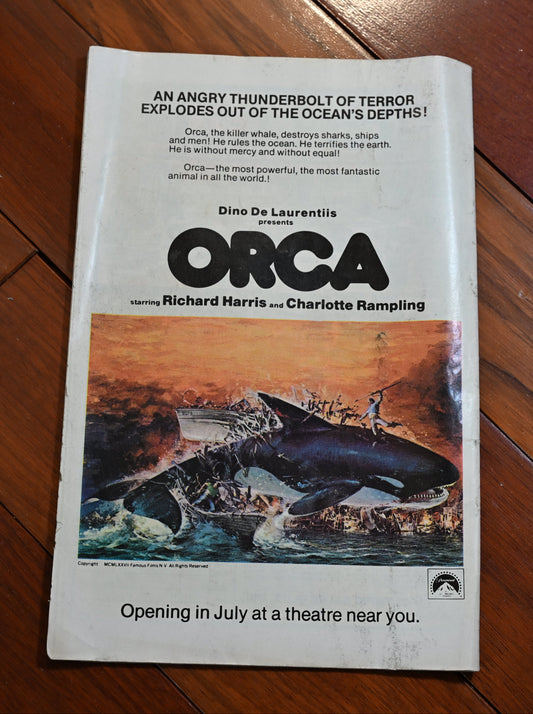 AN ANGRY THUNDERBOLT OF TERROR
EXPLODES OUT OF THE OCEAN'S DEPTHS!
Orca, the killer whale, destroys sharks, ships
and men! He rules the ocean. He terrifies the earth.
He is without mercy and without equal!
Orca—the most powerful, the most fantastic
animal in all the world.!
Dino De Laurentiis
presents
ORCA
starring Richard Harris and Charlotte Rampling
Copyright MCMLXXVII Famous Films N.V. All Rights Reserved
Paramount
Opening in July at a theatre near you.